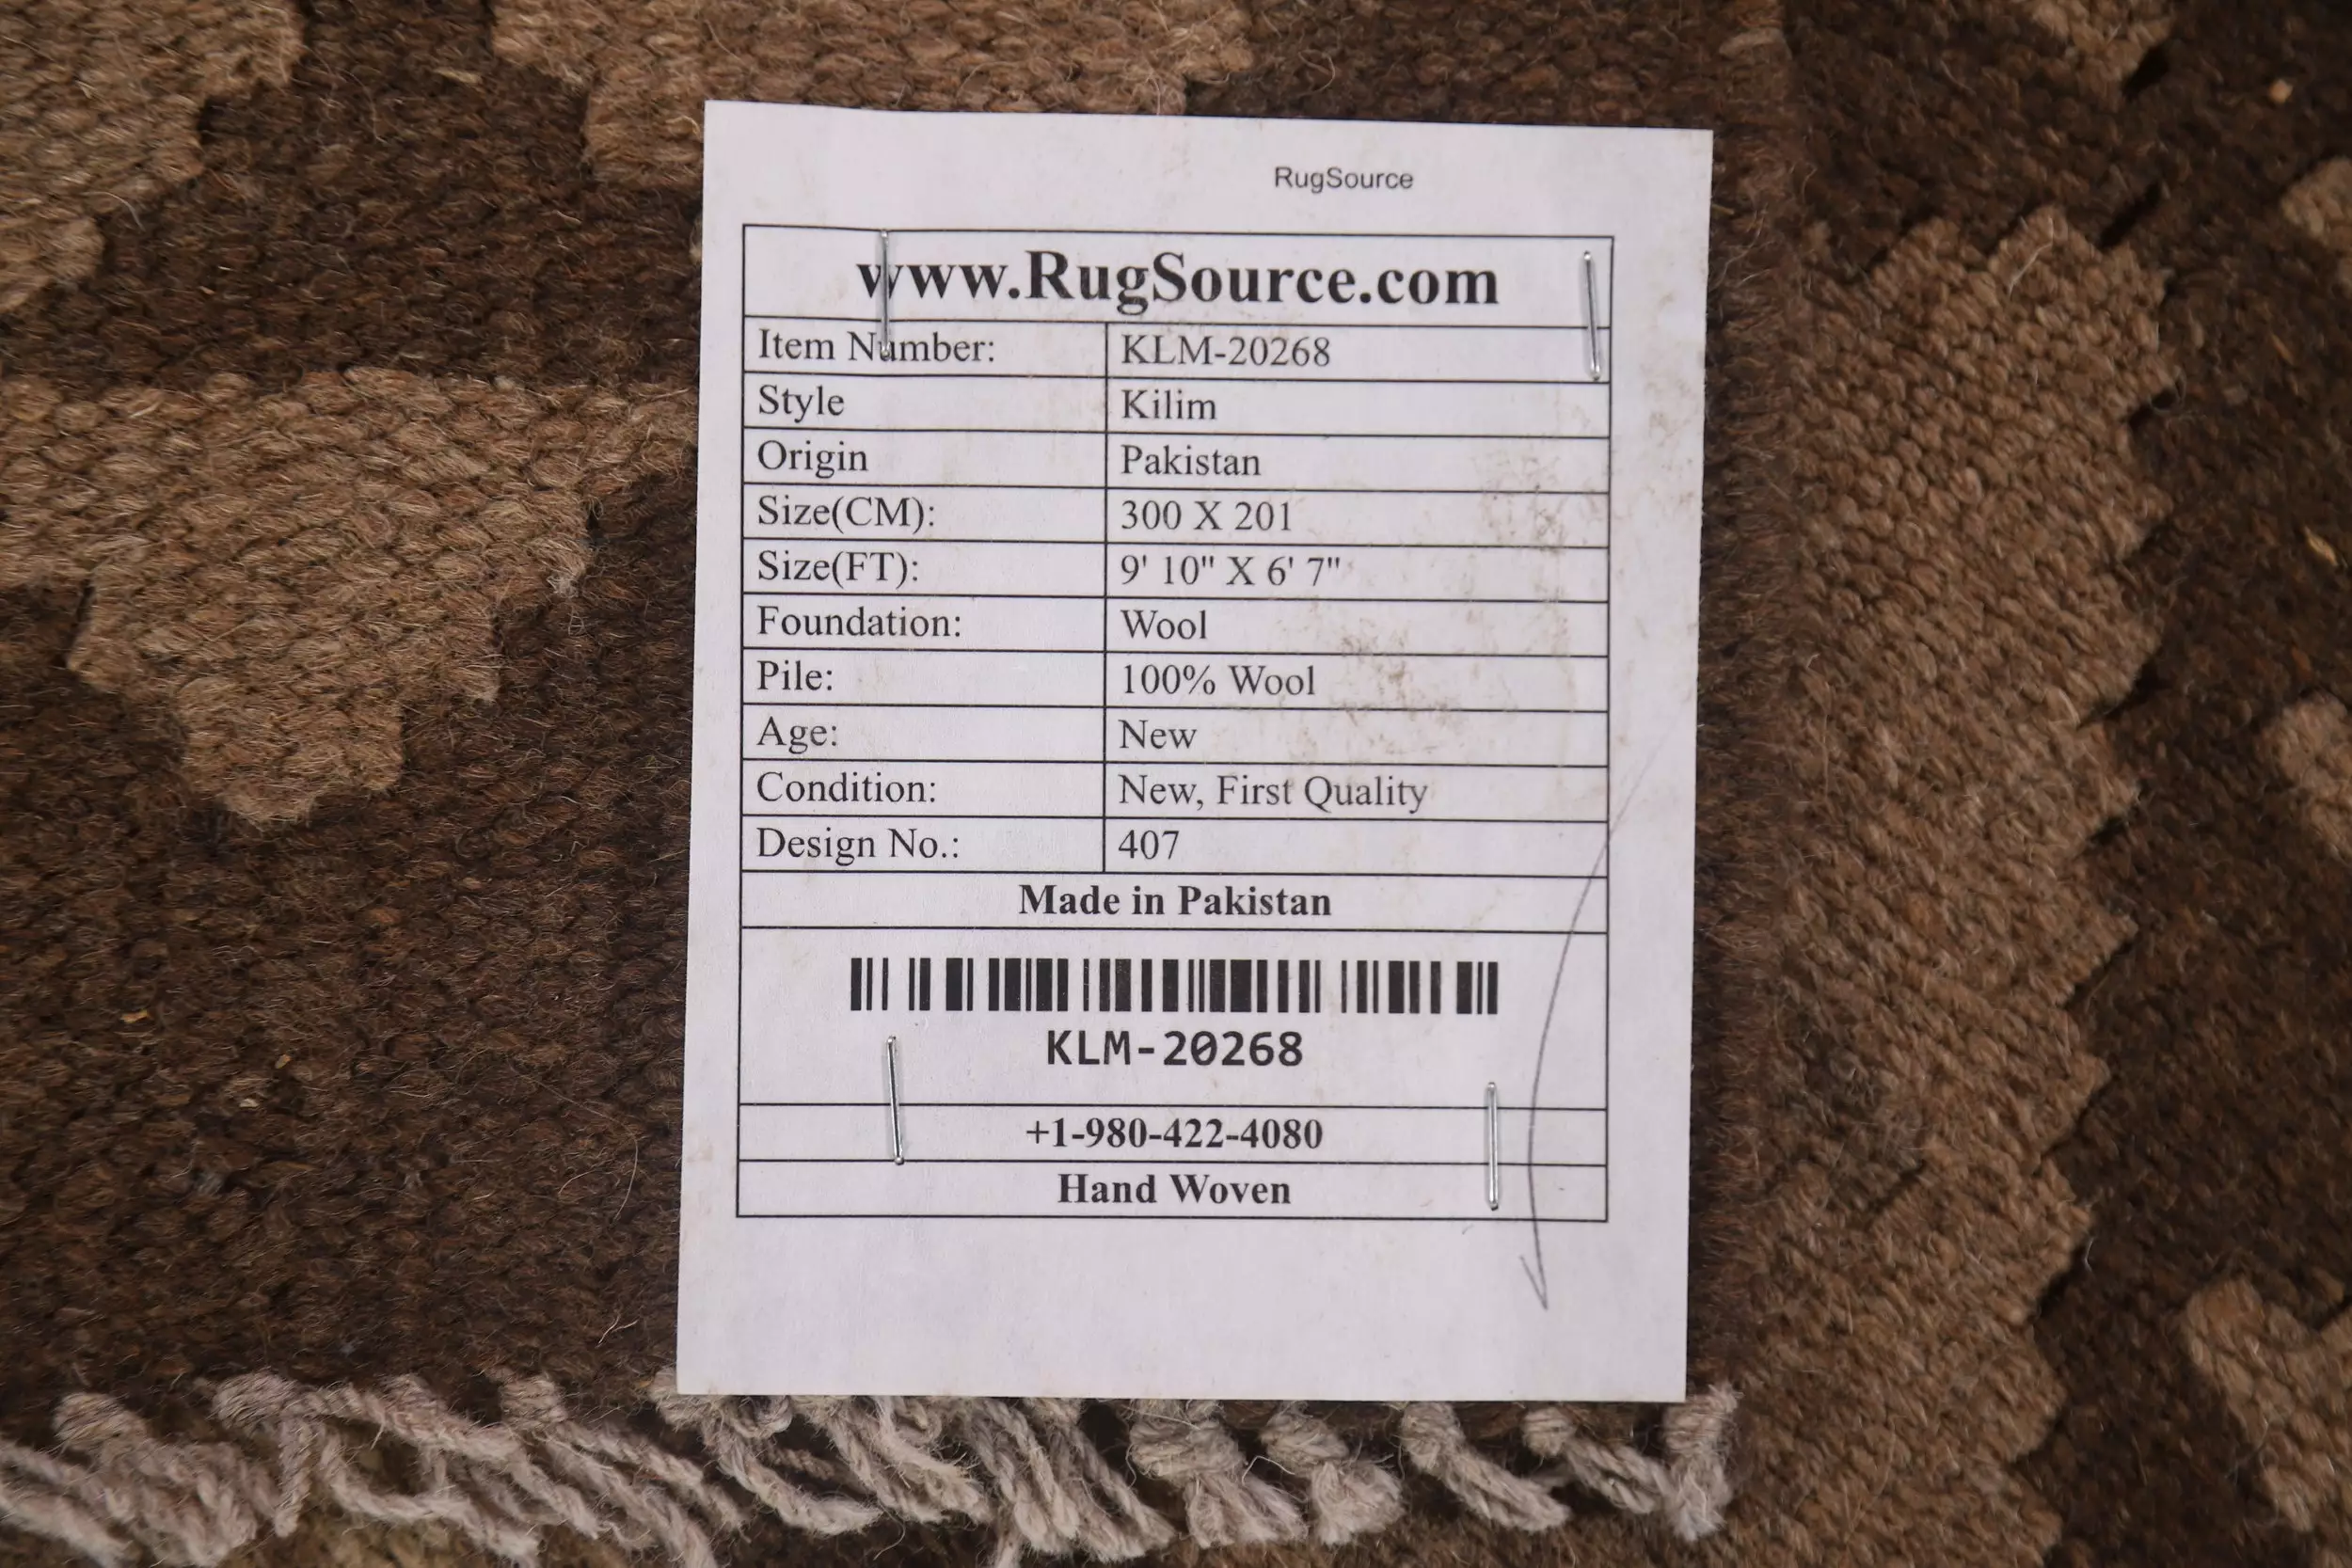 RugSource
www.RugSource.com
Item Number: KLM-20268
Style Kilim
Origin Pakistan
Size(CM): 300 X 201
Size(FT): 9' 10" X 6' 7"
Foundation: Wool
Pile: 100% Wool
Age: New
Condition: New, First Quality
Design No.: 407
Made in Pakistan
KLM-20268
+1-980-422-4080
Hand Woven